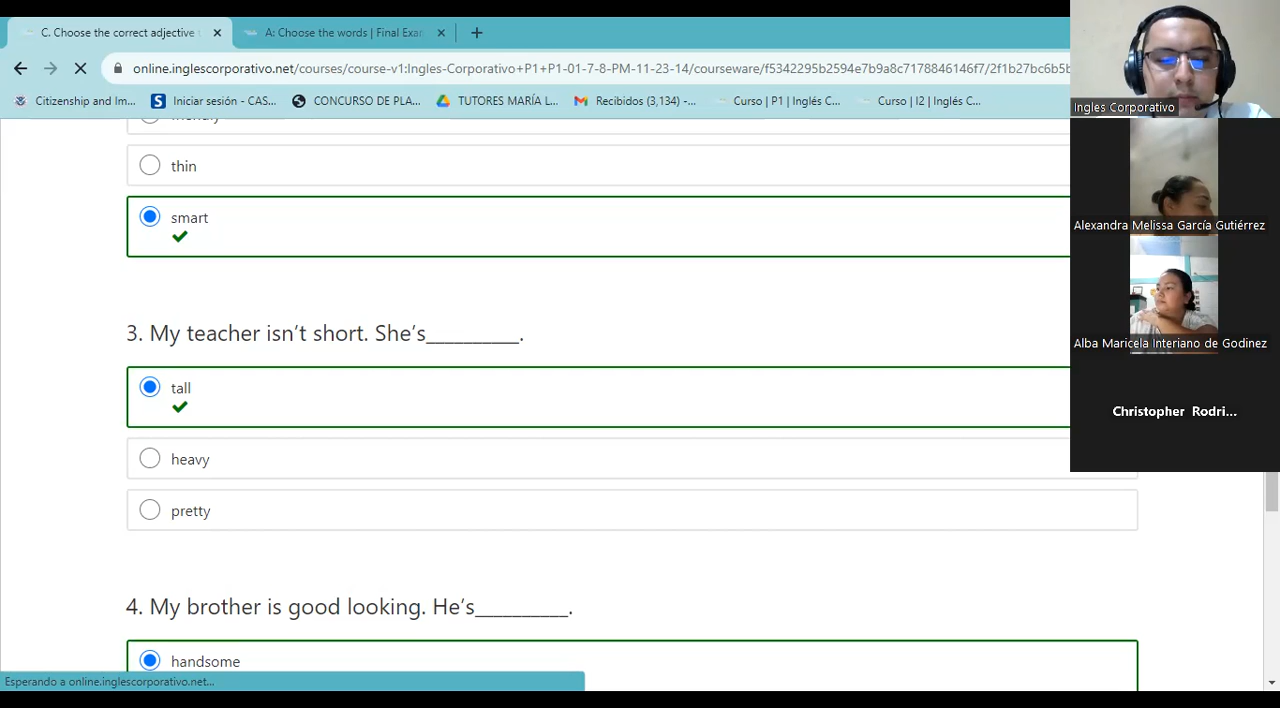 C. Choose the correct adjective
A: Choose the words | Final Exar
online.inglescorporativo.net/courses/course-v1:Ingles +P1+P1-01-7-8-PM-11-23-14/courseware/f5342295b2594e7b9a8c7178846146f7/2f1b27bc6b5b
Citizenship and Im...
Iniciar sesión - CAS...
CONCURSO DE PLA...
TUTORES MARÍA L...
Recibidos (3,134) -...
Curso | P1 | Inglés C...
Curso | I2 | Inglés C...
Ingles Corporativo
friendly
thin
smart
Alexandra Melissa García Gutiérrez
3. My teacher isn’t short. She’s__________.
Alba Maricela Interiano de Godinez
tall
Christopher Rodri...
heavy
pretty
4. My brother is good looking. He’s__________.
handsome
Esperando a online.inglescorporativo.net...